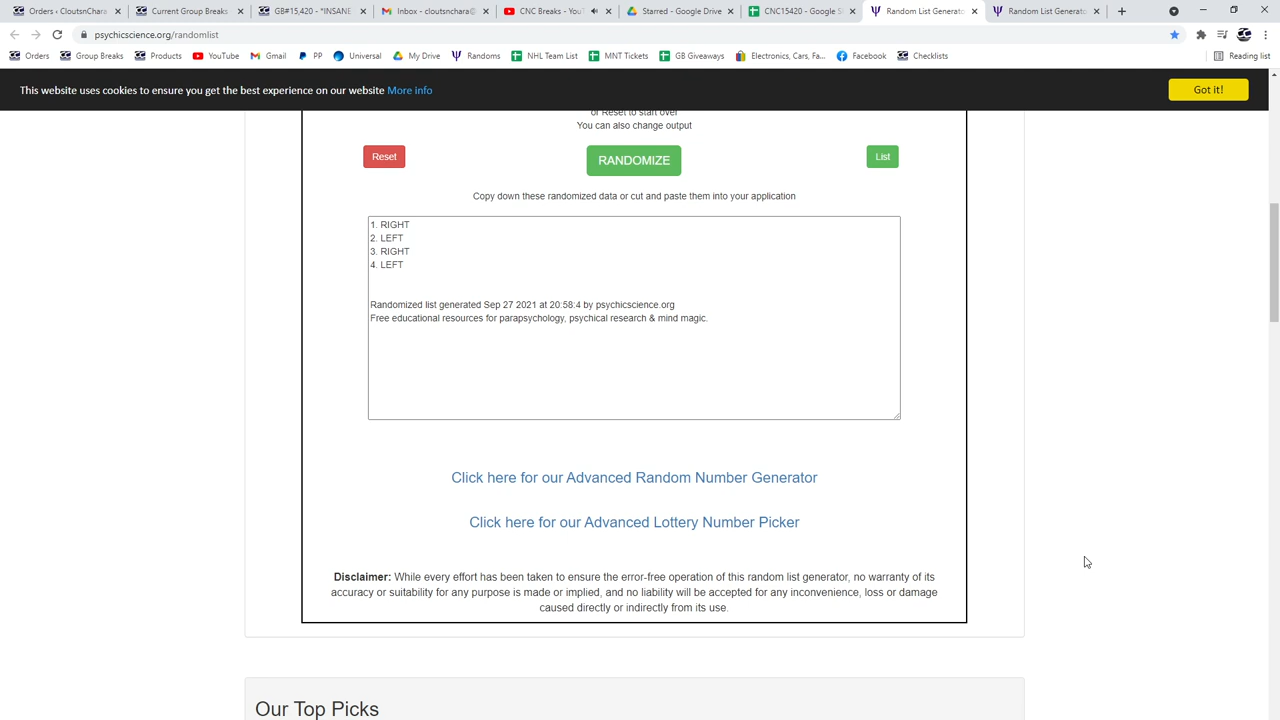 Orders ‹ CloutsnChara
Current Group Breaks
GB#15,420 - *INSANE
Inbox - cloutsnchara@
CNC Breaks - You
Starred - Google Drive
CNC15420 - Google S
Random List Generato
Random List Generato
psychicscience.org/randomlist
Orders
Group Breaks
Products
YouTube
Gmail
PP
Universal
My Drive
Randoms
NHL Team List
MNT Tickets
GB Giveaways
Electronics, Cars, Fa...
Facebook
Checklists
Reading list
This website uses cookies to ensure you get the best experience on our website More info
Got it!
or Reset to start over
You can also change output
Reset
RANDOMIZE
List
Copy down these randomized data or cut and paste them into your application
1. RIGHT
2. LEFT
3. RIGHT
4. LEFT
Randomized list generated Sep 27 2021 at 20:58:4 by psychicscience.org
Free educational resources for parapsychology, psychical research & mind magic.
Click here for our Advanced Random Number Generator
Click here for our Advanced Lottery Number Picker
Disclaimer: While every effort has been taken to ensure the error-free operation of this random list generator, no warranty of its
accuracy or suitability for any purpose is made or implied, and no liability will be accepted for any inconvenience, loss or damage
caused directly or indirectly from its use.
Our Top Picks